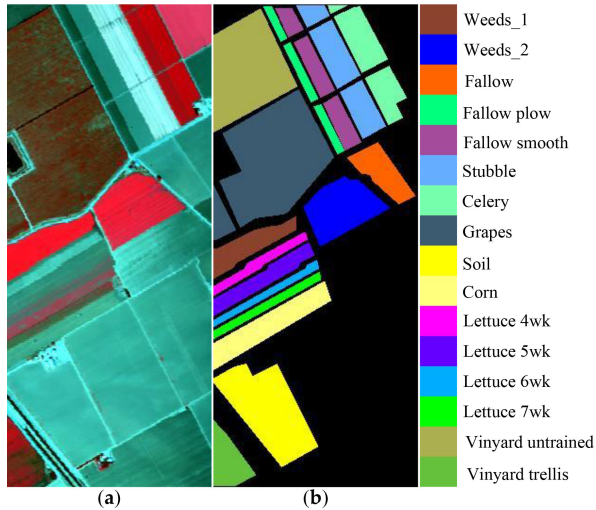 Weeds_1
Weeds_2
Fallow
Fallow plow
Fallow smooth
Stubble
Celery
Grapes
Soil
Corn
Lettuce 4wk
Lettuce 5wk
Lettuce 6wk
Lettuce 7wk
Vinyard untrained
Vinyard trellis
(a) (b)